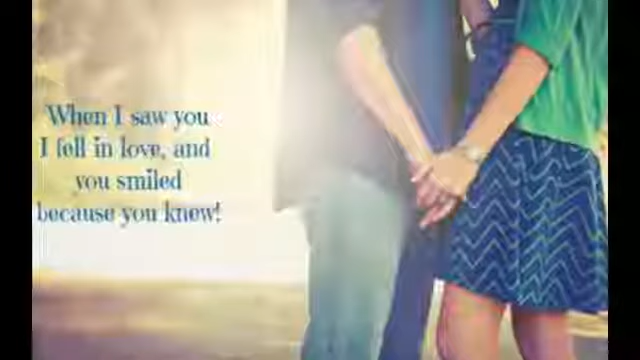 When I saw you
I fell in love, and
you smiled
because you knew!